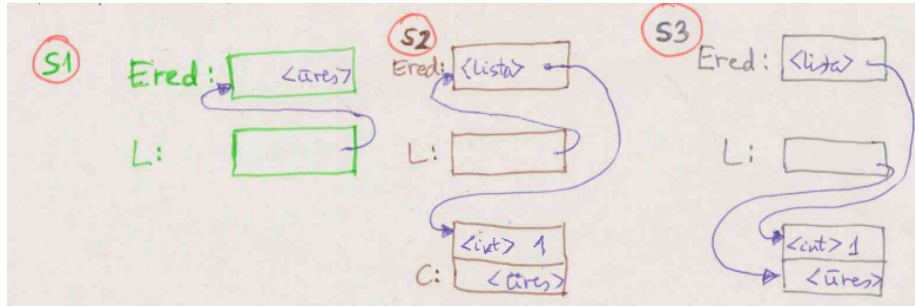 S1
Ered: <üres>
L:
S2
Ered: <lista>
L:
<int> 1
C: <üres>
S3
Ered: <lista>
L:
<int> 1
<üres>